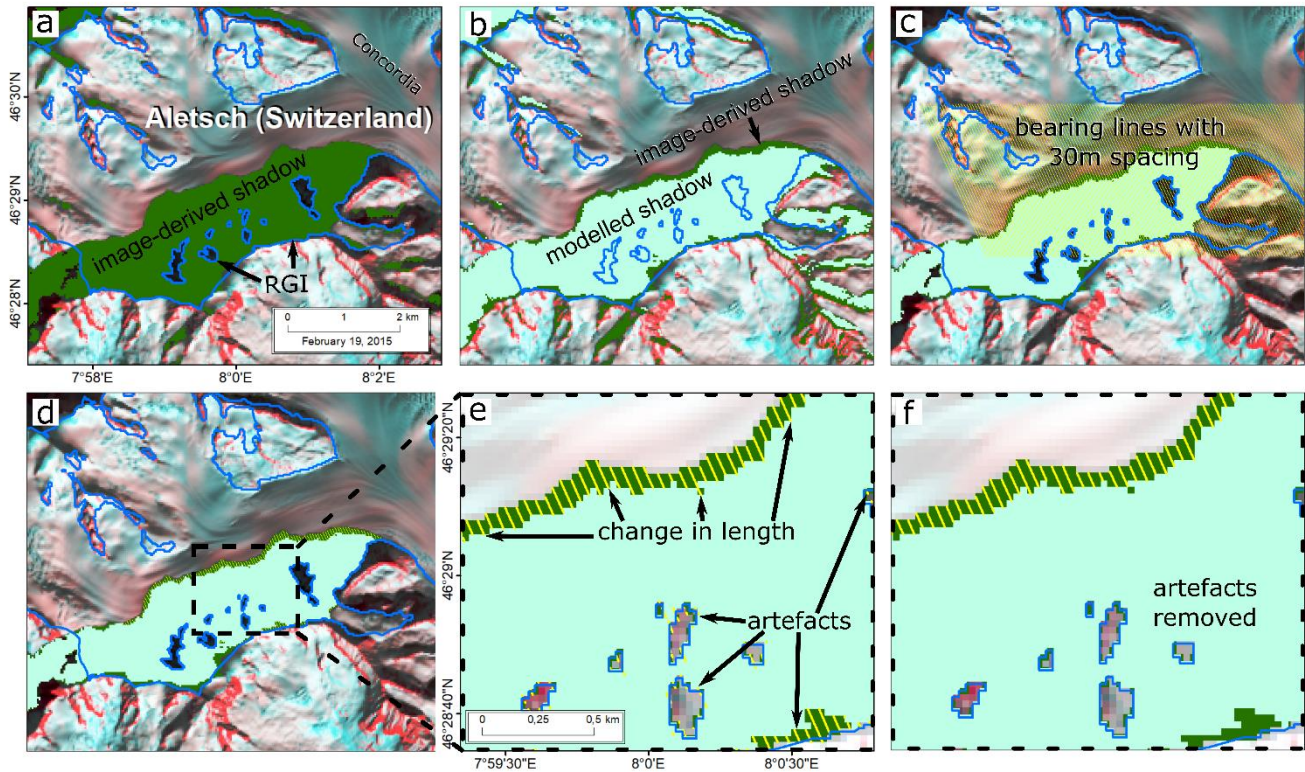 a
Concordia
46°30'N
Aletsch (Switzerland)
image-derived shadow
46°29'N
RGI
46°28'N
0 1 2 km
February 19, 2015
7°58'E 8°0'E 8°2'E
b
image-derived shadow
modelled shadow
c
bearing lines with
30m spacing
d
e
46°29'20"N
change in length
46°29'N
artefacts
46°28'40"N
0 0,25 0,5 km
7°59'30"E 8°0'E 8°0'30"E
f
artefacts
removed